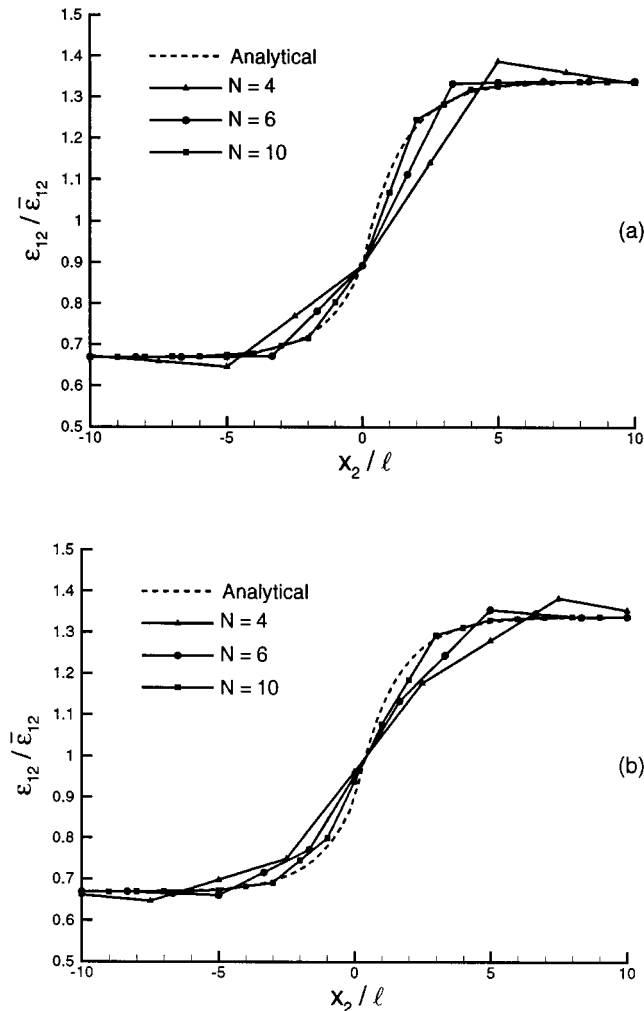 1.5
1.4
1.3
1.2
1.1
1
0.9
0.8
0.7
0.6
0.5
ε12 / ε̄12
Analytical
N = 4
N = 6
N = 10
(a)
-10 -5 0 5 10
x2 / ℓ
1.5
1.4
1.3
1.2
1.1
1
0.9
0.8
0.7
0.6
0.5
ε12 / ε̄12
Analytical
N = 4
N = 6
N = 10
(b)
-10 -5 0 5 10
x2 / ℓ